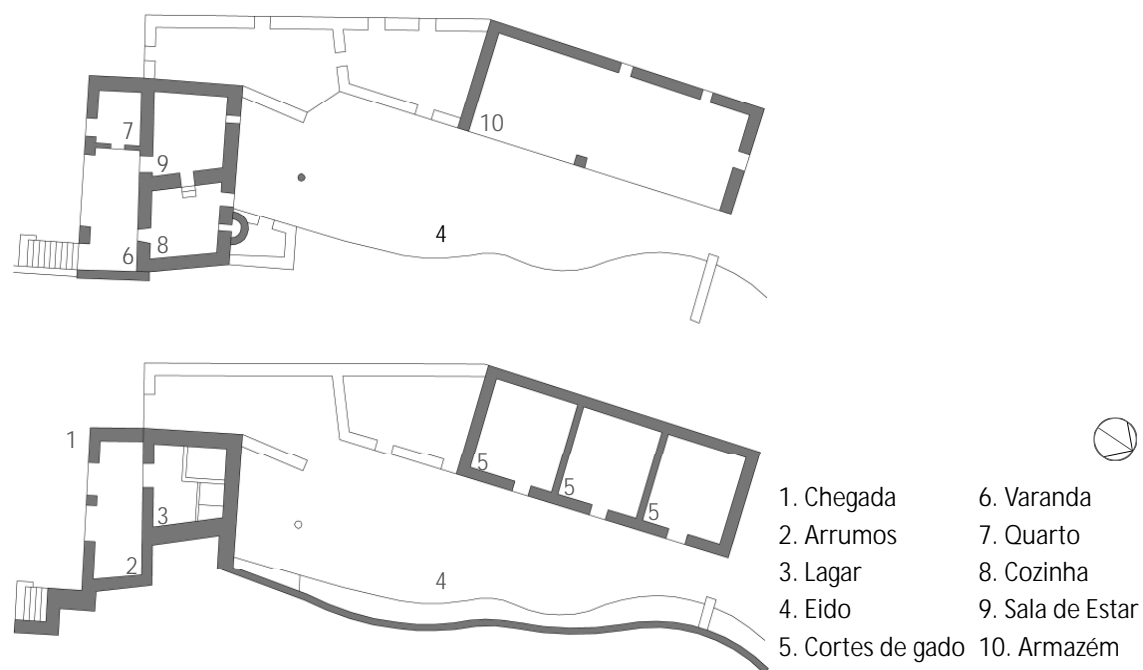 10
7
9
4
8
6
1
5
5
5
3
2
4
1. Chegada
2. Arrumos
3. Lagar
4. Eido
5. Cortes de gado
6. Varanda
7. Quarto
8. Cozinha
9. Sala de Estar
10. Armazém